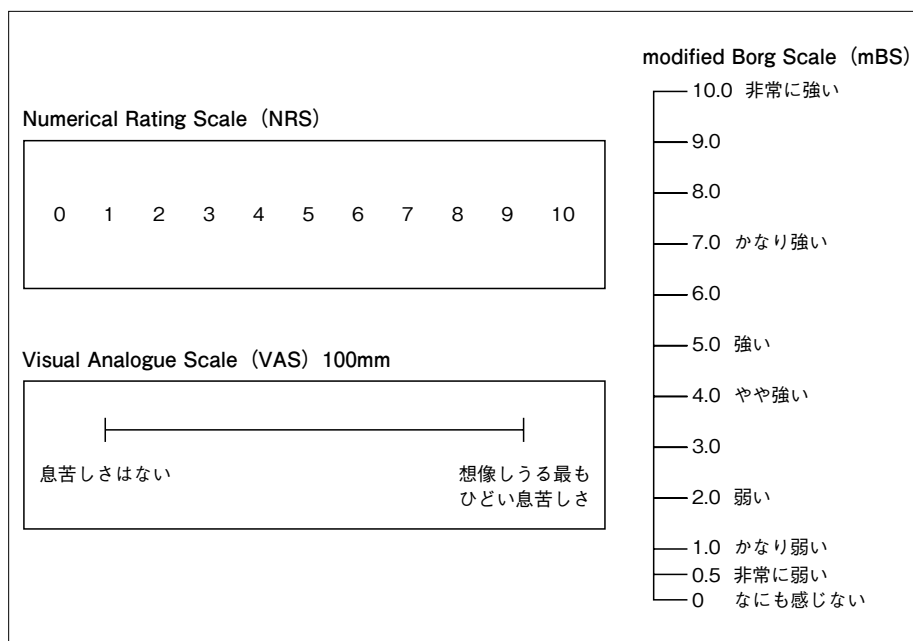 Numerical Rating Scale（NRS）
0 1 2 3 4 5 6 7 8 9 10
Visual Analogue Scale（VAS）100mm
息苦しさはない
想像しうる最も
ひどい息苦しさ
modified Borg Scale（mBS）
10.0 非常に強い
9.0
8.0
7.0 かなり強い
6.0
5.0 強い
4.0 やや強い
3.0
2.0 弱い
1.0 かなり弱い
0.5 非常に弱い
0 なにも感じない